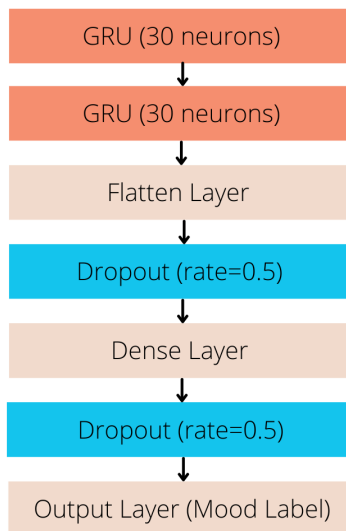 GRU (30 neurons)
GRU (30 neurons)
Flatten Layer
Dropout (rate=0.5)
Dense Layer
Dropout (rate=0.5)
Output Layer (Mood Label)